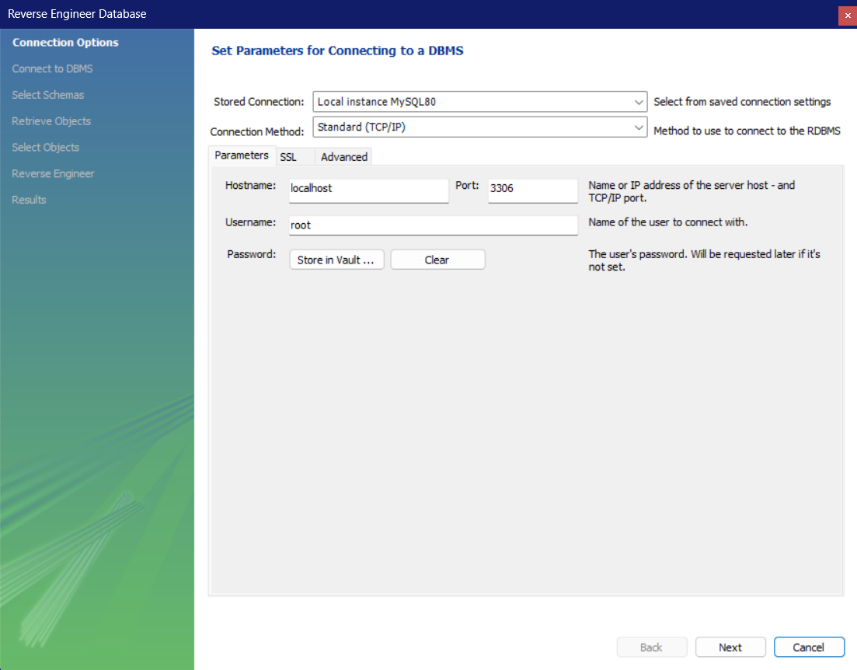 Reverse Engineer Database
Connection Options
Connect to DBMS
Select Schemas
Retrieve Objects
Select Objects
Reverse Engineer
Results
Set Parameters for Connecting to a DBMS
Stored Connection: Local instance MySQL80 Select from saved connection settings
Connection Method: Standard (TCP/IP) Method to use to connect to the RDBMS
Parameters SSL Advanced
Hostname: localhost Port: 3306 Name or IP address of the server host - and
TCP/IP port.
Username: root Name of the user to connect with.
Password: Store in Vault ... Clear The user's password. Will be requested later if it's
not set.
Back Next Cancel